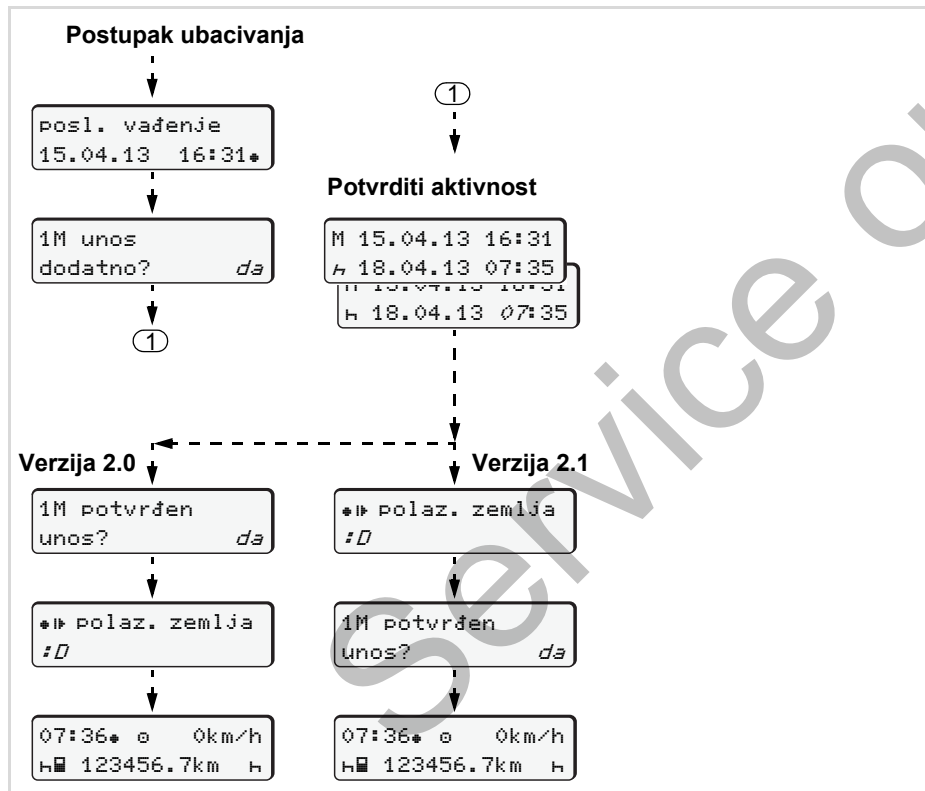 Postupak ubacivanja
posl. vađenje
15.04.13 16:31
1M unos
dodatno? da
1
1
Potvrditi aktivnost
M 15.04.13 16:31
18.04.13 07:35
18.04.13 07:35
Verzija 2.0
1M potvrđen
unos? da
polaz. zemlja
:D
07:36 0km/h
123456.7km
Verzija 2.1
polaz. zemlja
:D
1M potvrđen
unos? da
07:36 0km/h
123456.7km
Service